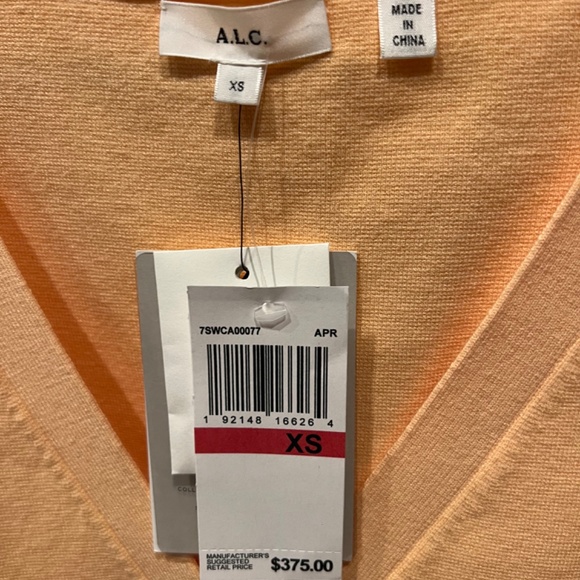 A.L.C.
XS
MADE
IN
CHINA
7SWCA00077 APR
1 92148 16626 4
XS
MANUFACTURER'S
SUGGESTED
RETAIL PRICE
$375.00